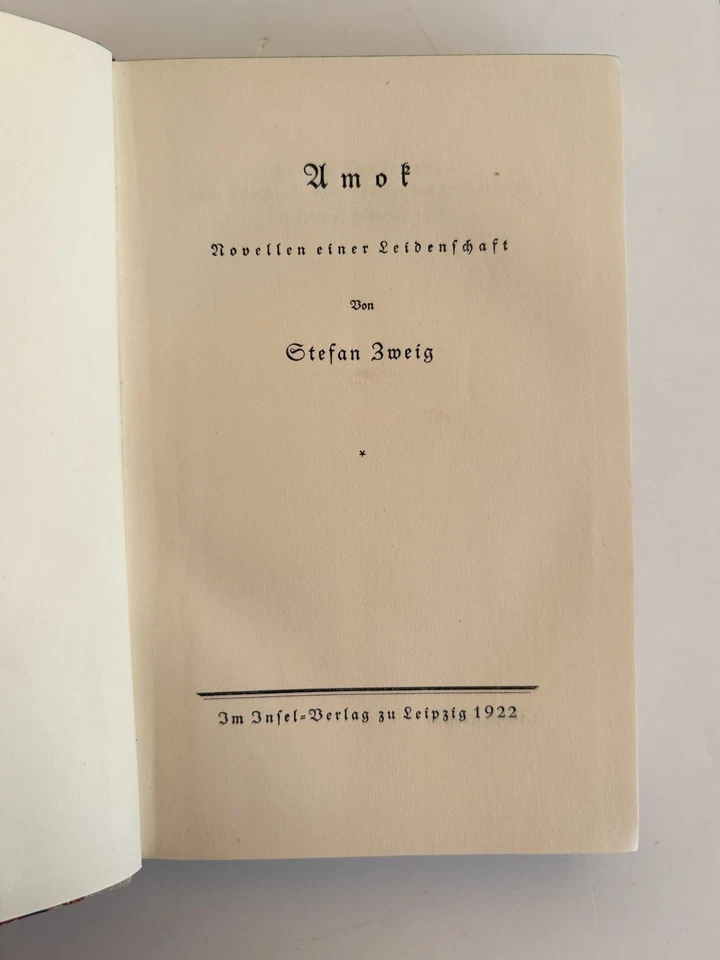 Amok
Novellen einer Leidenſchaft
Von
Stefan Zweig
*
Im Inſel-Verlag zu Leipzig 1922